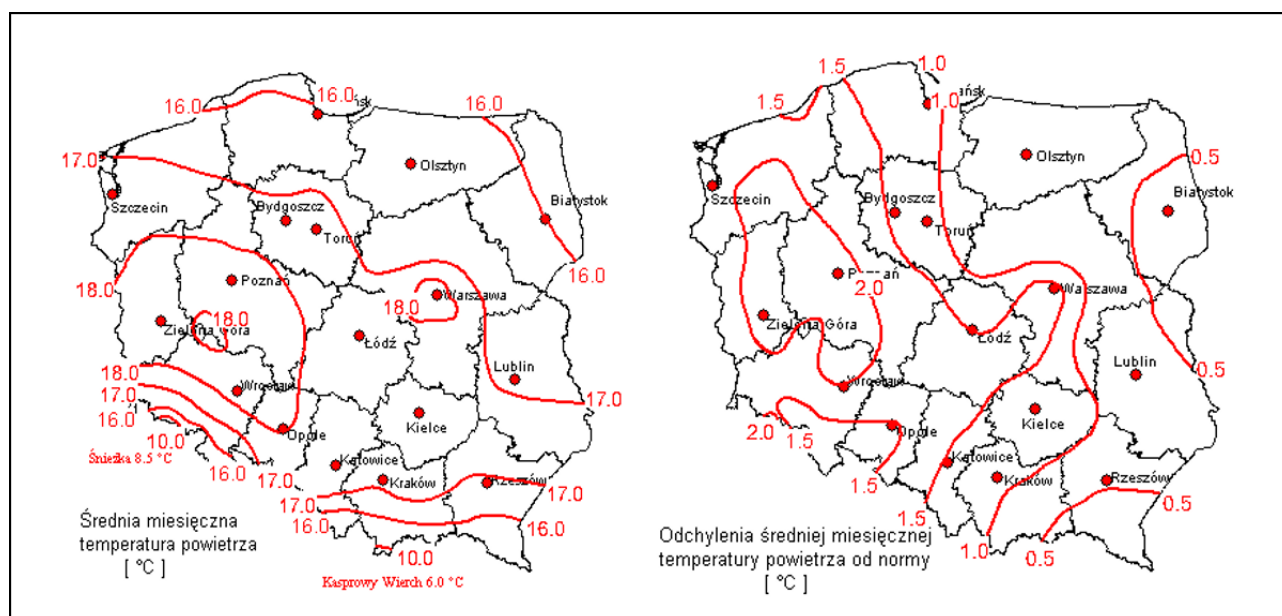 16.0
16.0
ńsk
16.0
17.0
Olsztyn
Szczecin
Bydgoszcz
Toruń
Białystok
16.0
18.0
Poznań
18.0
Warszawa
18.0
Zielona Góra
Łódź
18.0
Wrocław
Lublin
17.0
17.0
16.0
10.0
Opole
Kielce
Śnieżka 8.5 °C
16.0
17.0
Katowice
Kraków
Rzeszów
17.0
17.0
16.0
16.0
10.0
Średnia miesięczna
temperatura powietrza
[ °C ]
Kasprowy Wierch 6.0 °C
1.5
1.0
1.5
1.0
ańsk
Olsztyn
0.5
Szczecin
Bydgoszcz
Toruń
Białystok
2.0
Warszawa
Zielona Góra
Łódź
Lublin
0.5
Wrocław
2.0
1.5
Opole
Kielce
1.5
Katowice
Kraków
Rzeszów
0.5
1.5
1.0
0.5
Odchylenia średniej miesięcznej
temperatury powietrza od normy
[ °C ]